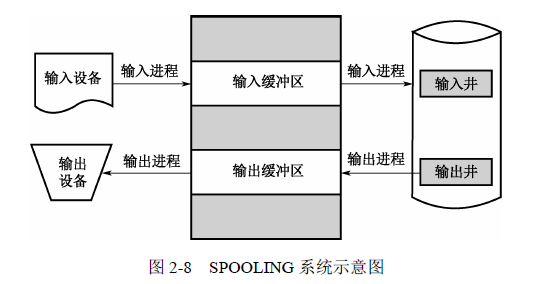 输入设备
输入进程
输入缓冲区
输入进程
输入井
输出
设备
输出进程
输出缓冲区
输出进程
输出井
图 2-8 SPOOLING 系统示意图